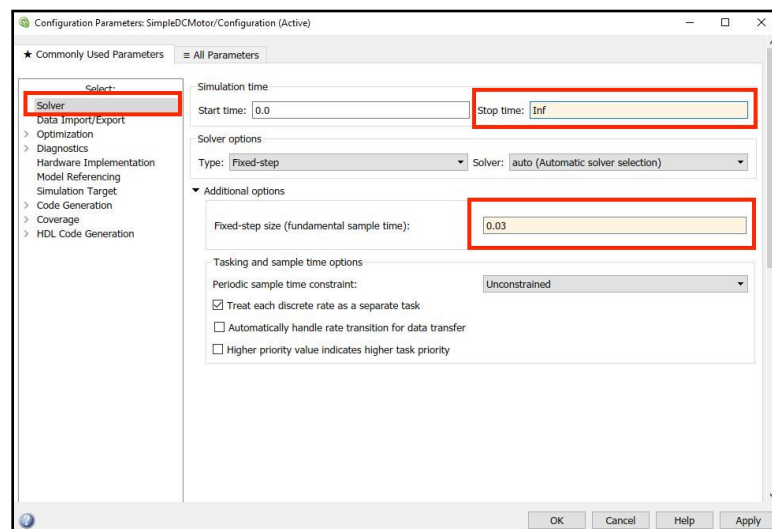 Configuration Parameters: SimpleDCMotor/Configuration (Active)
★ Commonly Used Parameters
≡ All Parameters
Select:
Solver
Data Import/Export
> Optimization
> Diagnostics
Hardware Implementation
Model Referencing
Simulation Target
> Code Generation
> Coverage
> HDL Code Generation
Simulation time
Start time: 0.0
Stop time: Inf
Solver options
Type: Fixed-step
Solver: auto (Automatic solver selection)
▼ Additional options
Fixed-step size (fundamental sample time): 0.03
Tasking and sample time options
Periodic sample time constraint: Unconstrained
Treat each discrete rate as a separate task
Automatically handle rate transition for data transfer
Higher priority value indicates higher task priority
OK Cancel Help Apply